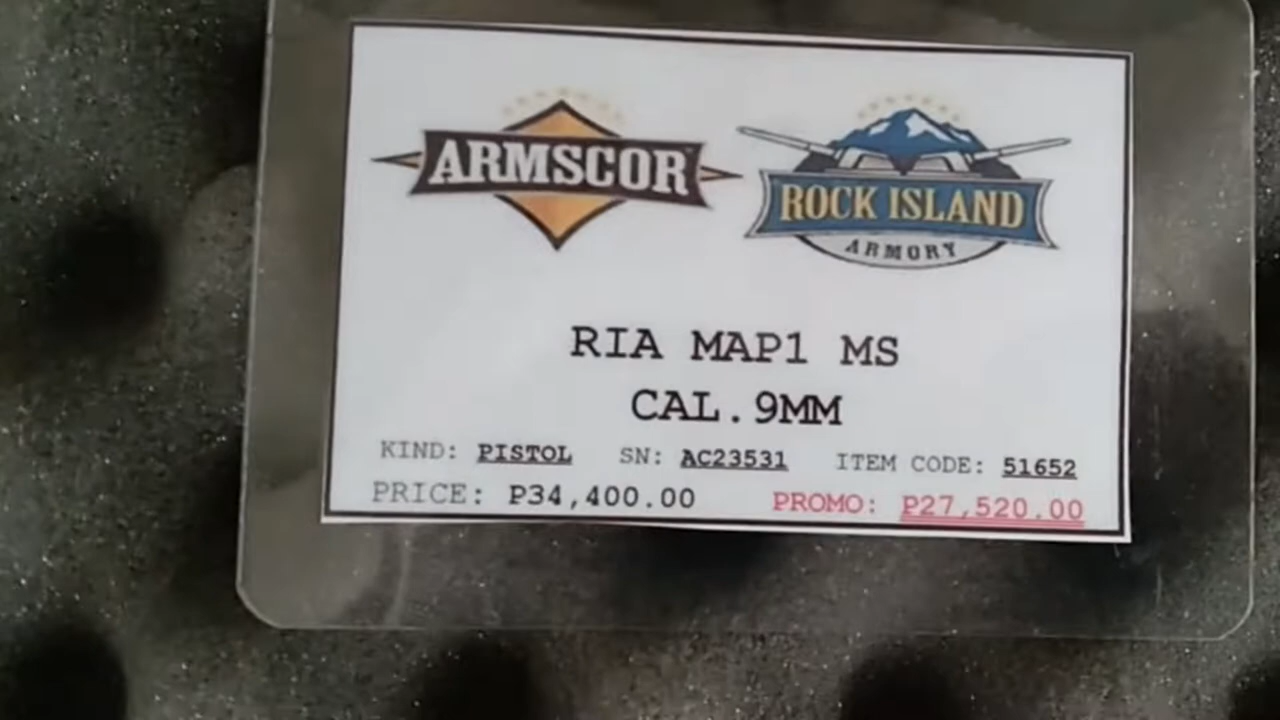 ARMSCOR
ROCK ISLAND
ARMORY
RIA MAP1 MS
CAL.9MM
KIND: PISTOL SN: AC23531 ITEM CODE: 51652
PRICE: P34,400.00 PROMO: P27,520.00